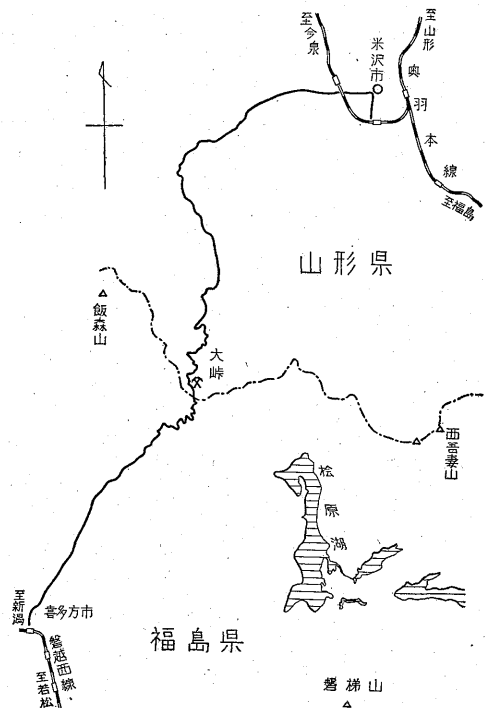 至今泉
至山形
米沢市
奥羽本線
至福島
山形県
飯森山
大峠
西吾妻山
桧原湖
至新潟
喜多方市
磐越西線
至若松
福島県
磐梯山